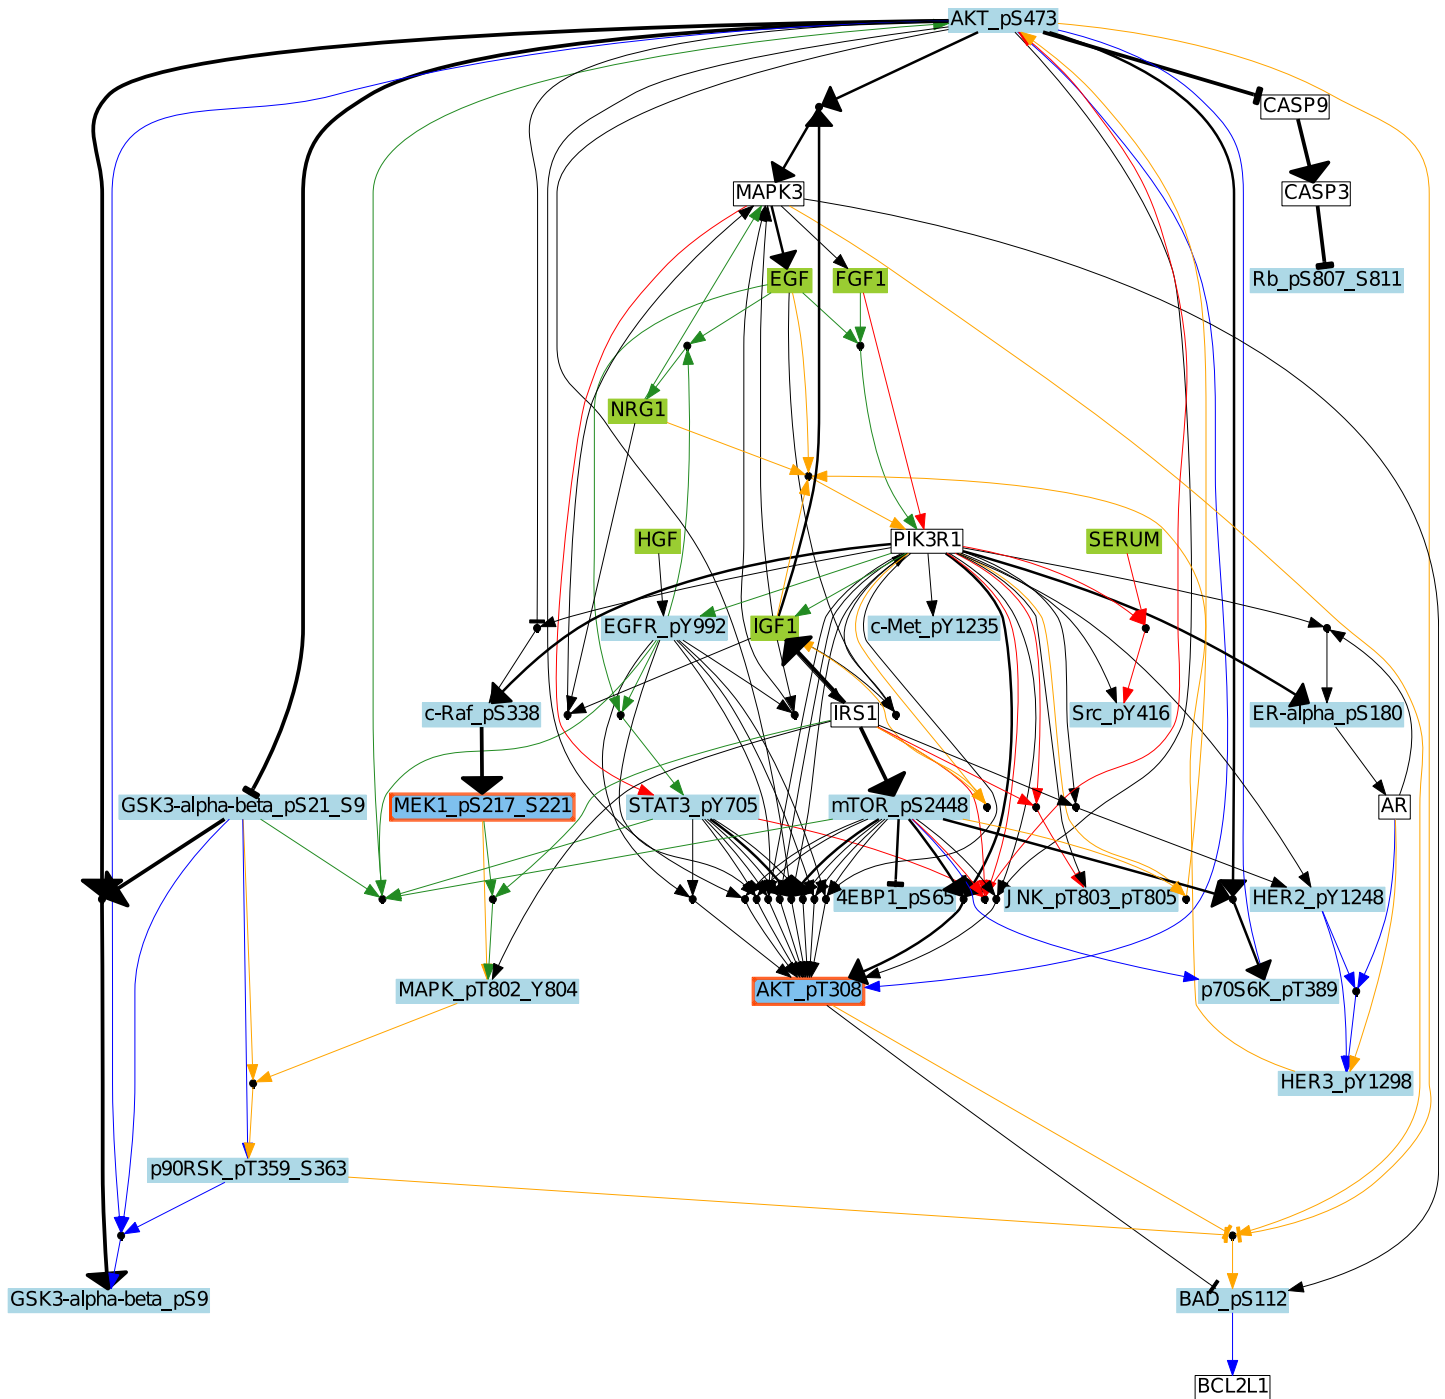 AKT_pS473
CASP9
MAPK3
CASP3
EGF
FGF1
Rb_pS807_S811
NRG1
HGF
PIK3R1
SERUM
EGFR_pY992
IGF1
c-Met_pY1235
c-Raf_pS338
IRS1
Src_pY416
ER-alpha_pS180
GSK3-alpha-beta_pS21_S9
MEK1_pS217_S221
STAT3_pY705
mTOR_pS2448
AR
4EBP1_pS65
JNK_pT803_pT805
HER2_pY1248
MAPK_pT802_Y804
AKT_pT308
p70S6K_pT389
HER3_pY1298
p90RSK_pT359_S363
GSK3-alpha-beta_pS9
BAD_pS112
BCL2L1